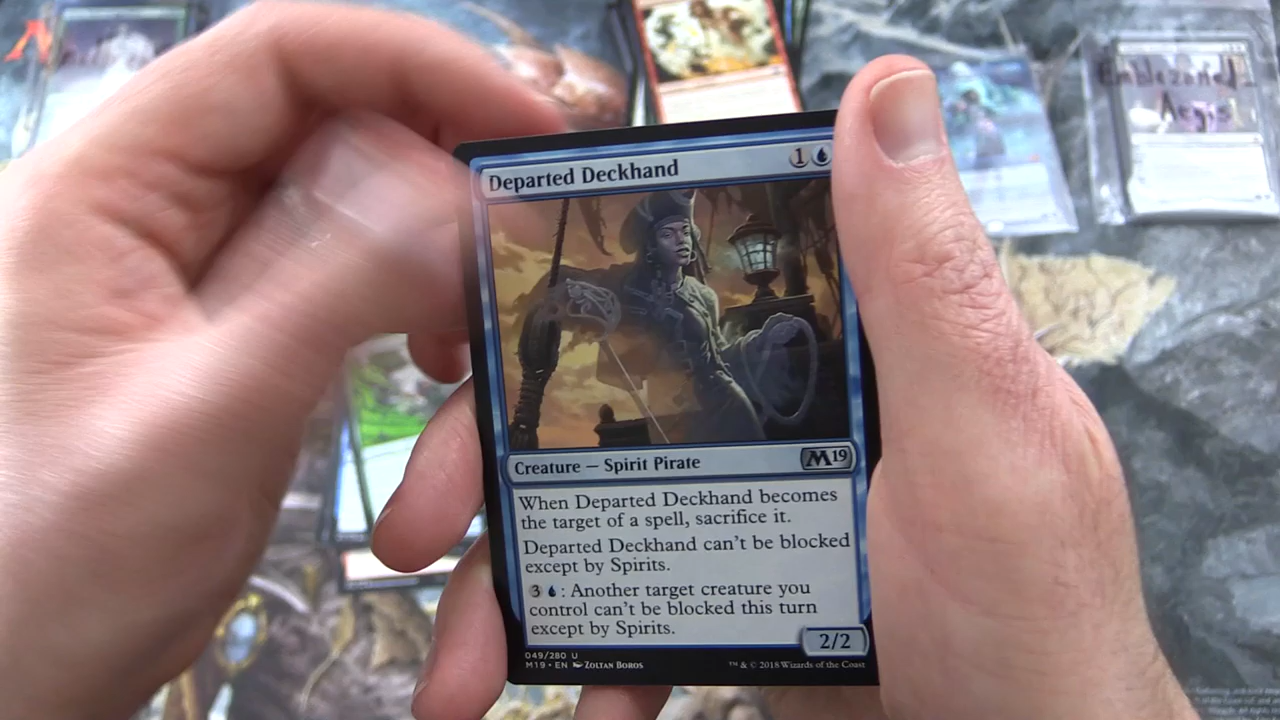 Emblazoned
Aegis
Departed Deckhand
1
Creature — Spirit Pirate
M19
When Departed Deckhand becomes
the target of a spell, sacrifice it.
Departed Deckhand can't be blocked
except by Spirits.
3 : Another target creature you
control can't be blocked this turn
except by Spirits.
2/2
049/280 U
M19 • EN Zoltan Boros
™ & © 2018 Wizards of the Coast